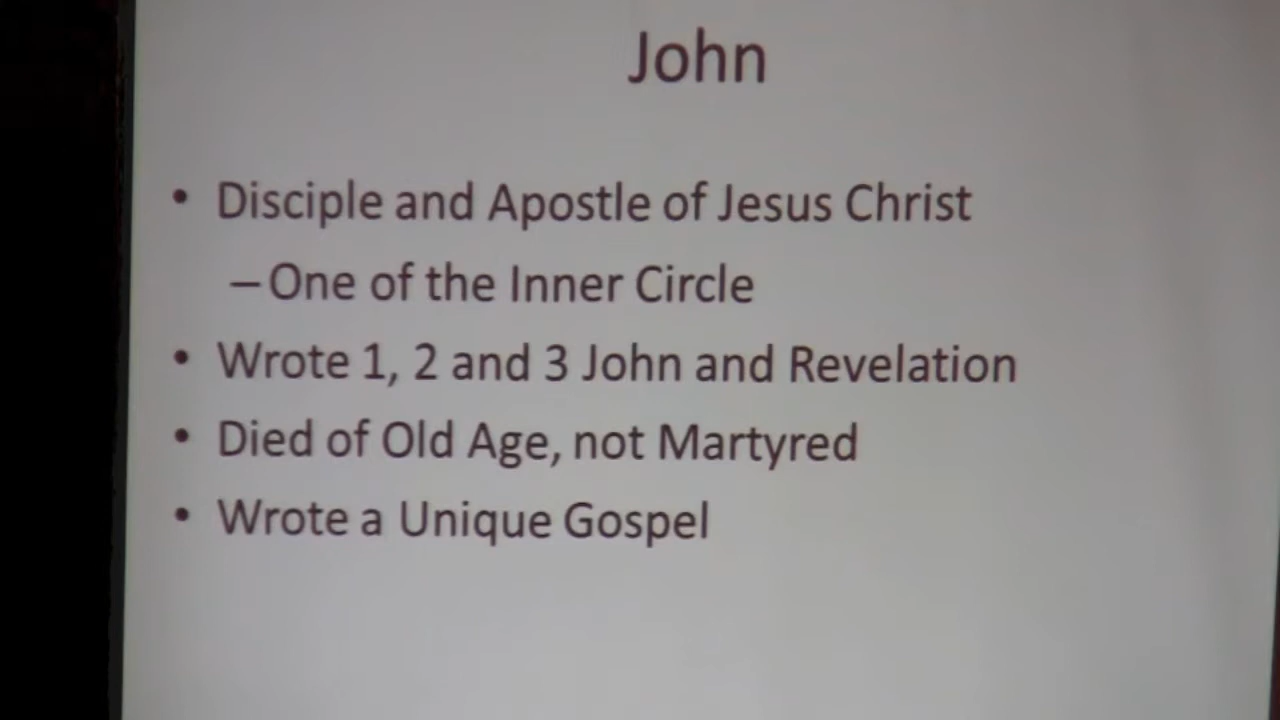 John
• Disciple and Apostle of Jesus Christ
– One of the Inner Circle
• Wrote 1, 2 and 3 John and Revelation
• Died of Old Age, not Martyred
• Wrote a Unique Gospel